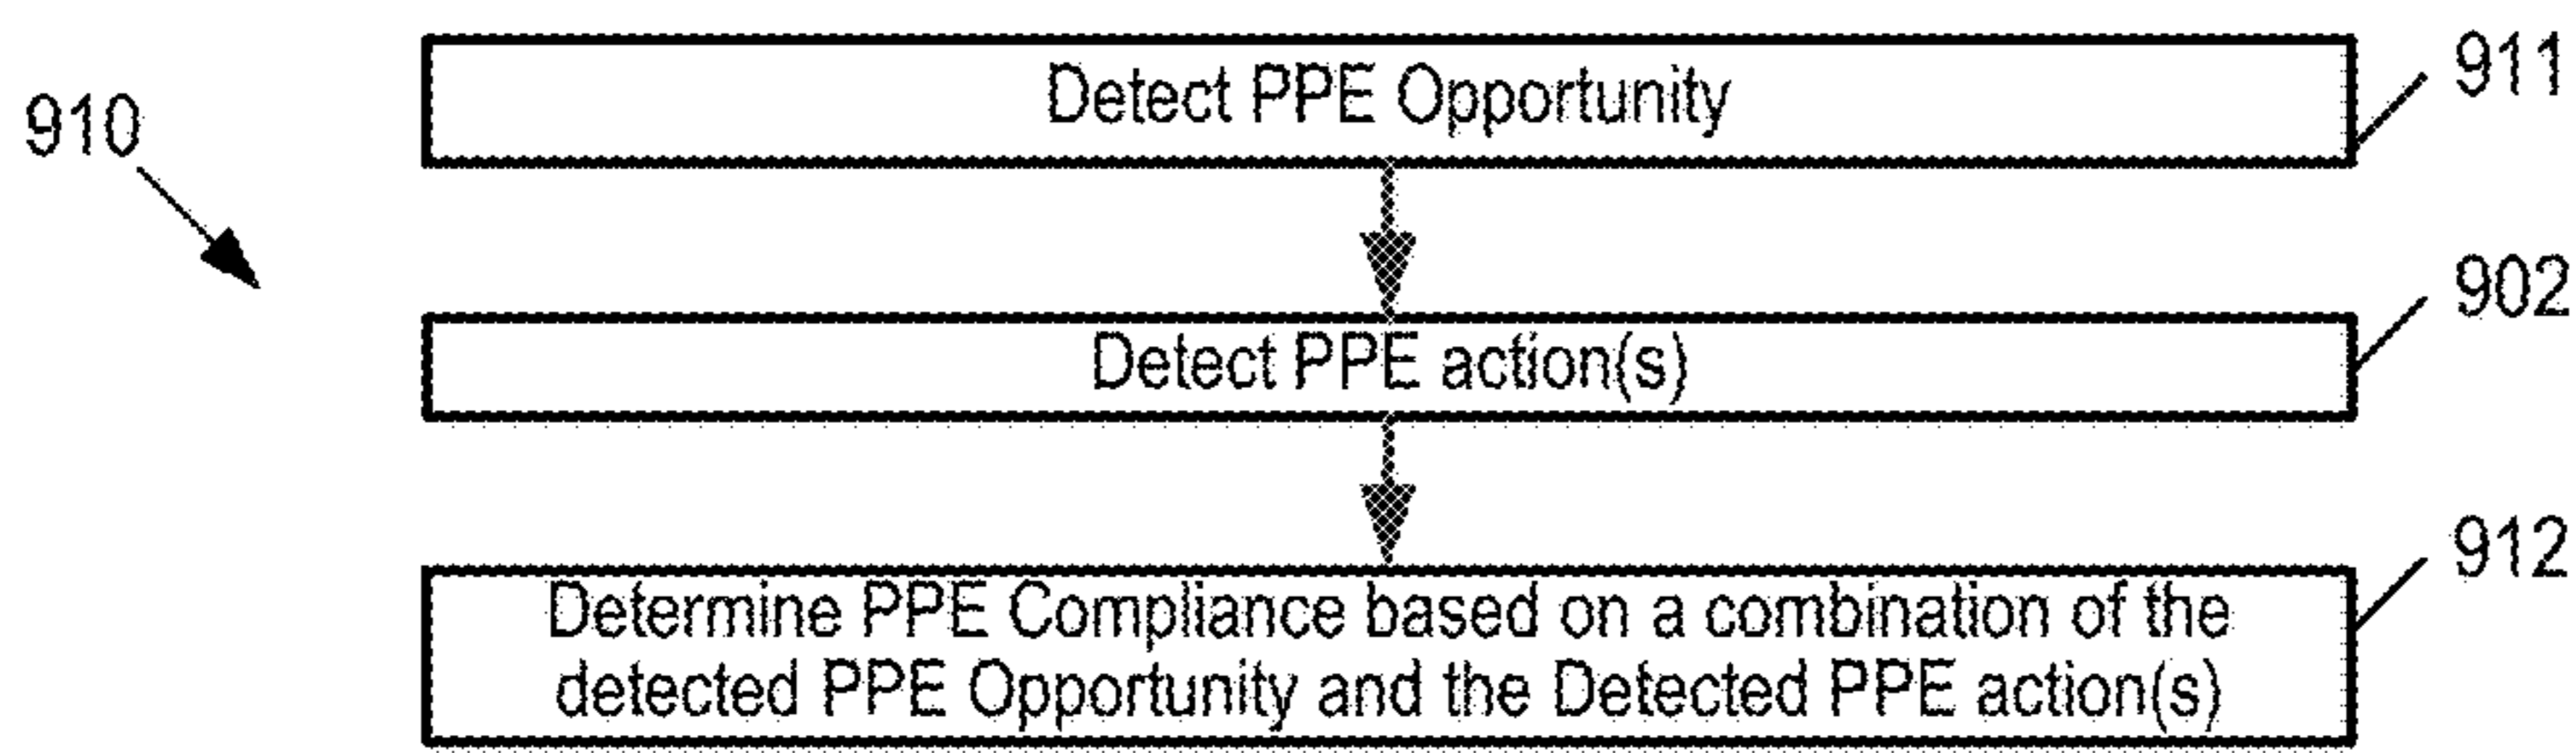 Detect PPE Opportunity
911
910
Detect PPE action(s)
902
Determine PPE Compliance based on a combination of the
detected PPE Opportunity and the Detected PPE action(s)
912